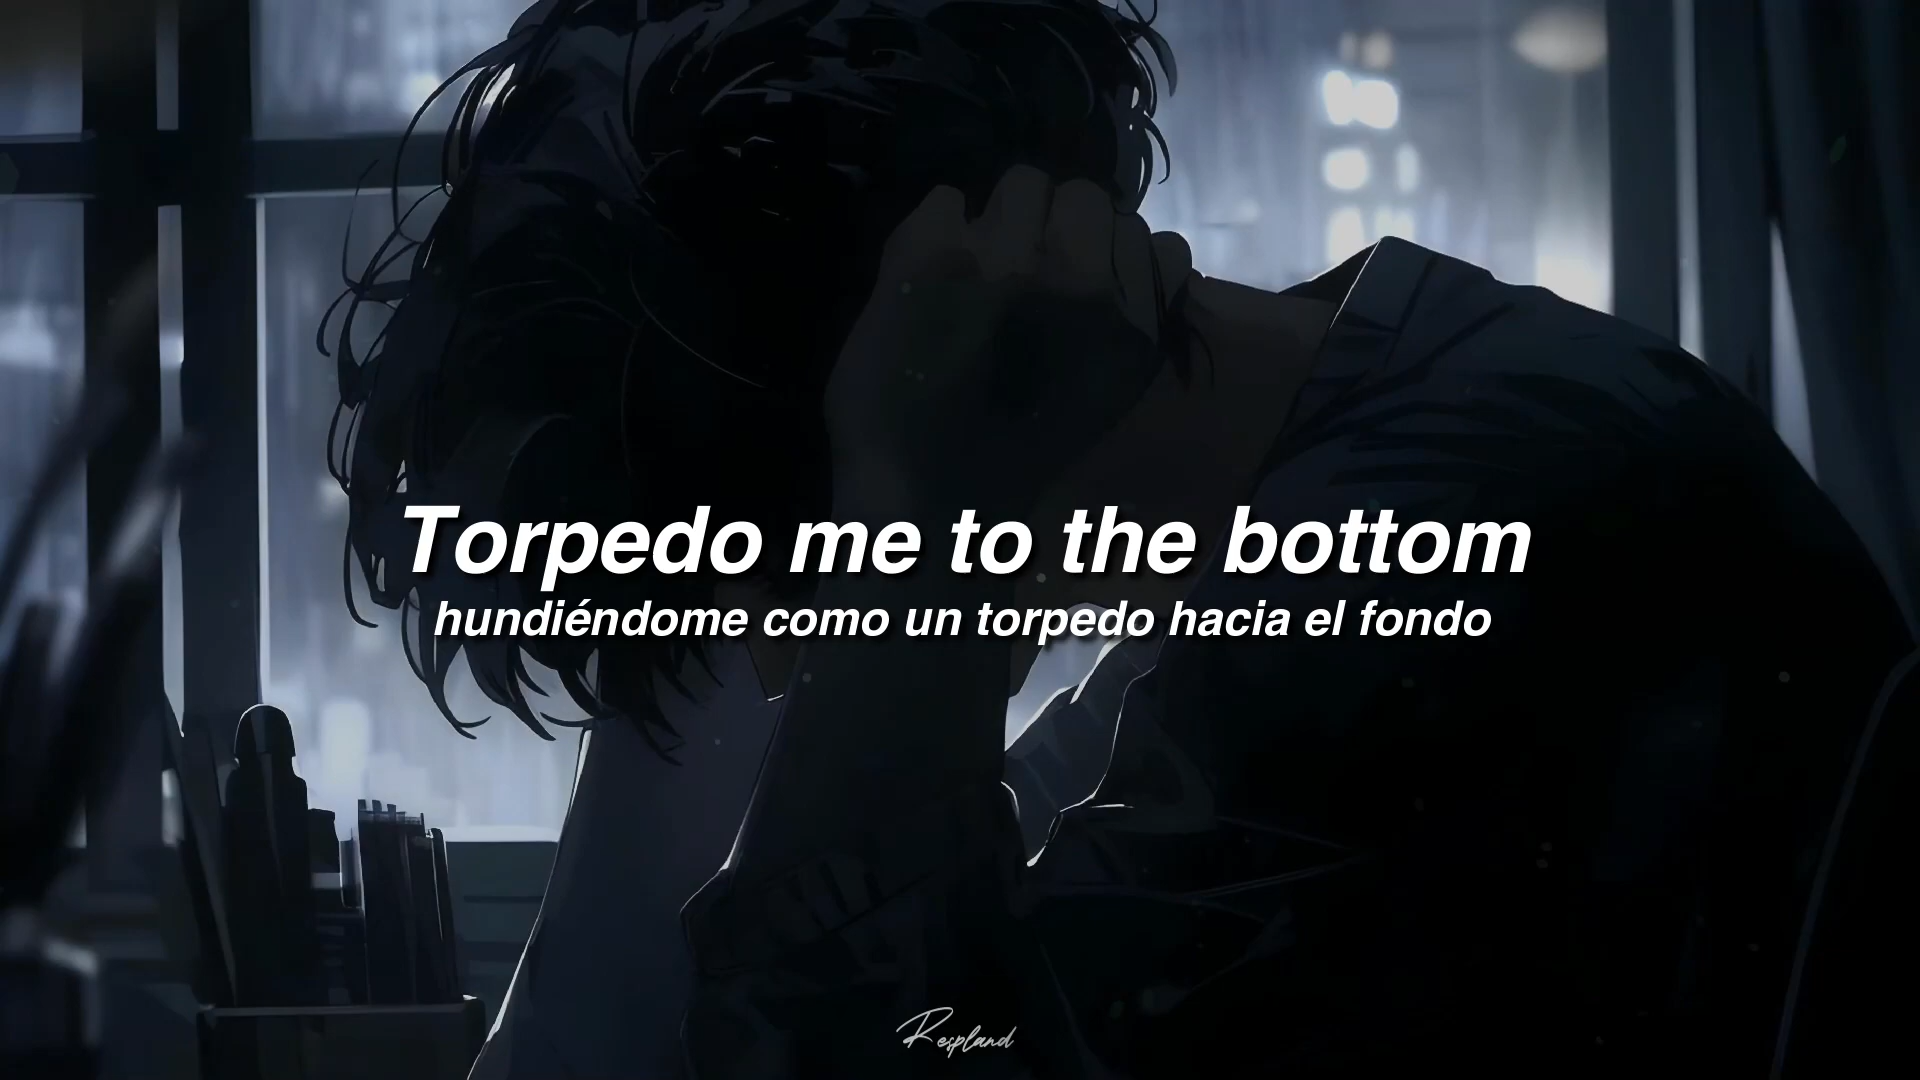 Torpedo me to the bottom
hundiéndome como un torpedo hacia el fondo
Respland